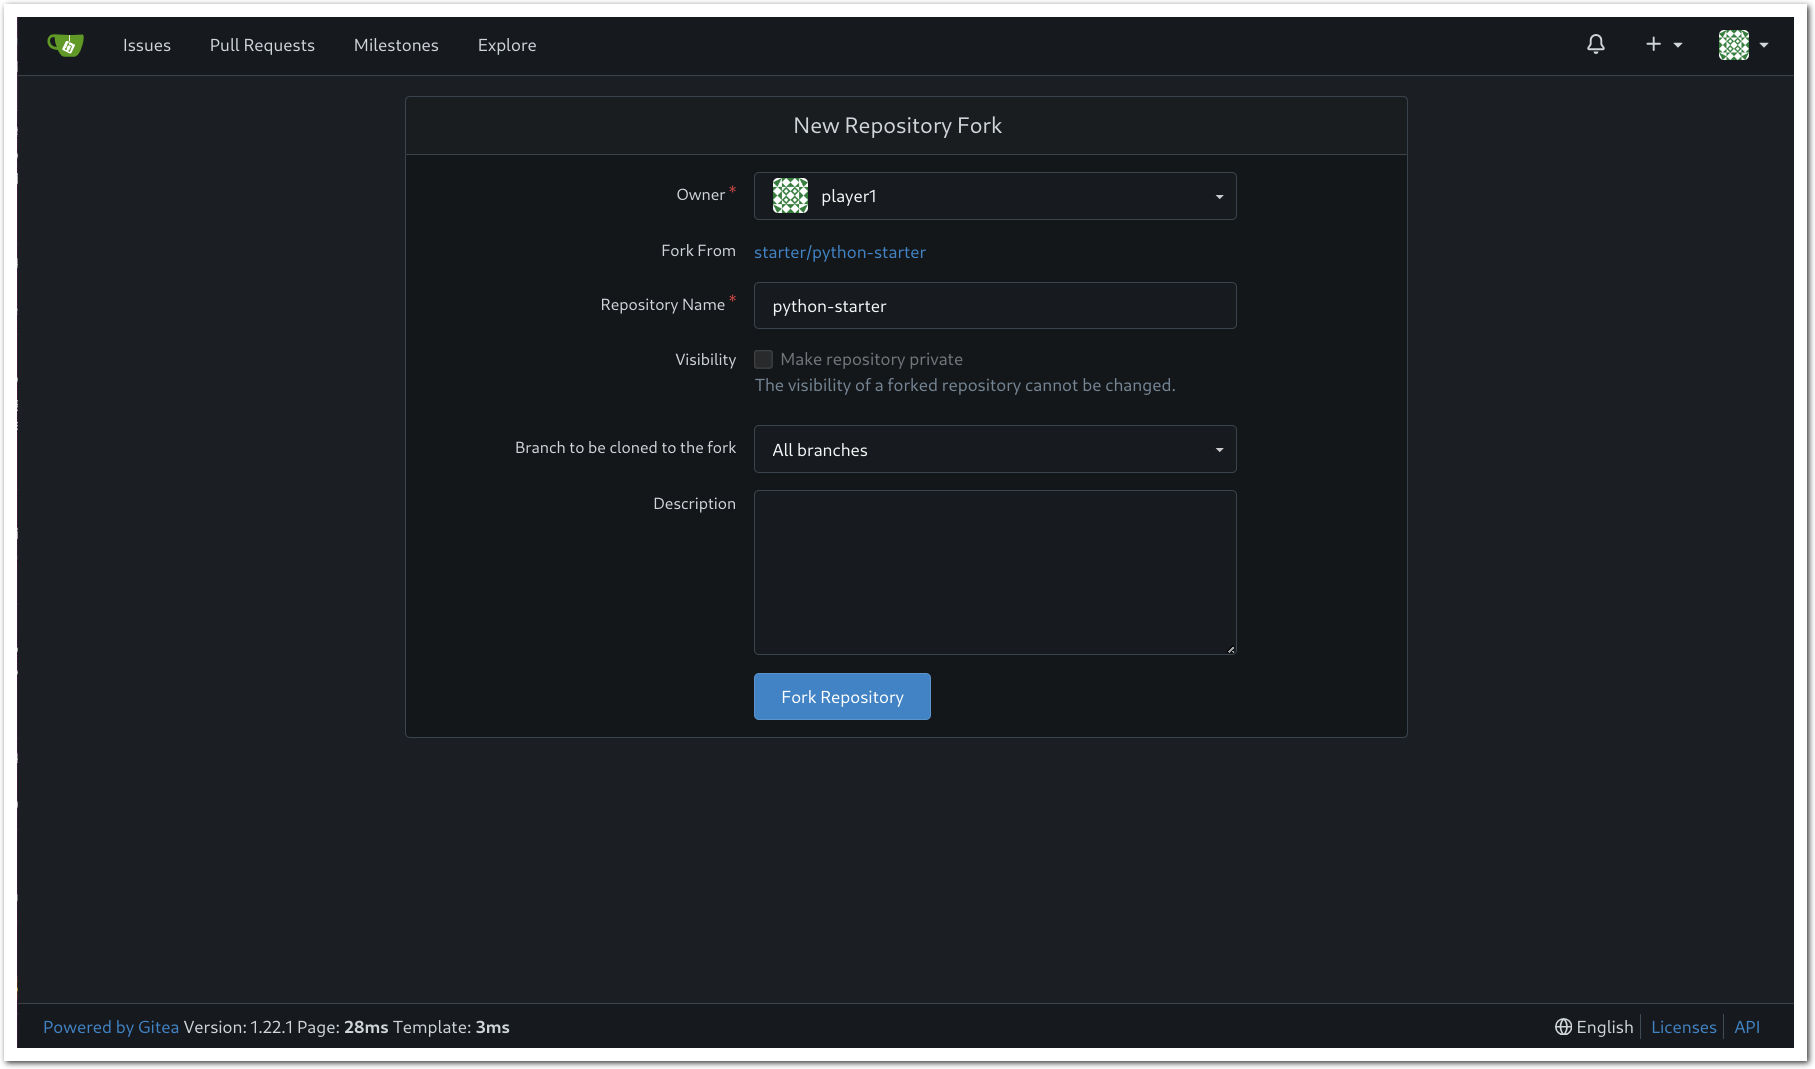 Issues Pull Requests Milestones Explore
New Repository Fork
Owner *
player1
Fork From
starter/python-starter
Repository Name *
python-starter
Visibility
Make repository private
The visibility of a forked repository cannot be changed.
Branch to be cloned to the fork
All branches
Description
Fork Repository
Powered by Gitea Version: 1.22.1 Page: 28ms Template: 3ms
English Licenses API